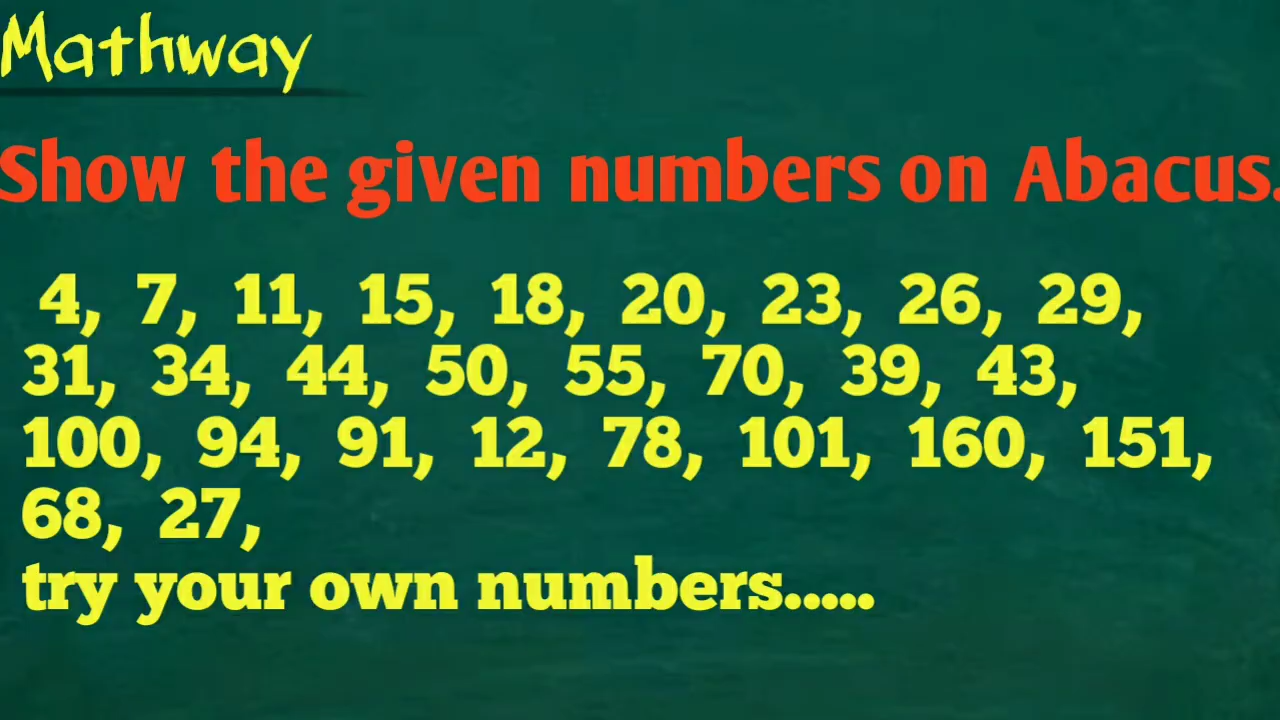 Mathway
Show the given numbers on Abacus.
4, 7, 11, 15, 18, 20, 23, 26, 29,
31, 34, 44, 50, 55, 70, 39, 43,
100, 94, 91, 12, 78, 101, 160, 151,
68, 27,
try your own numbers.....